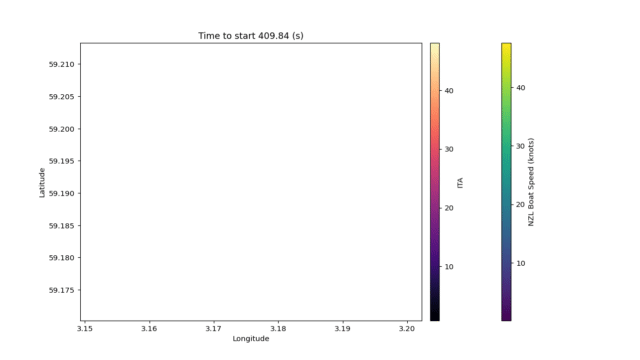 Time to start 409.84 (s)
59.210
59.205
59.200
59.195
59.190
59.185
59.180
59.175
Latitude
3.15 3.16 3.17 3.18 3.19 3.20
Longitude
40
30
20
10
ITA
40
30
20
10
NZL Boat Speed (knots)